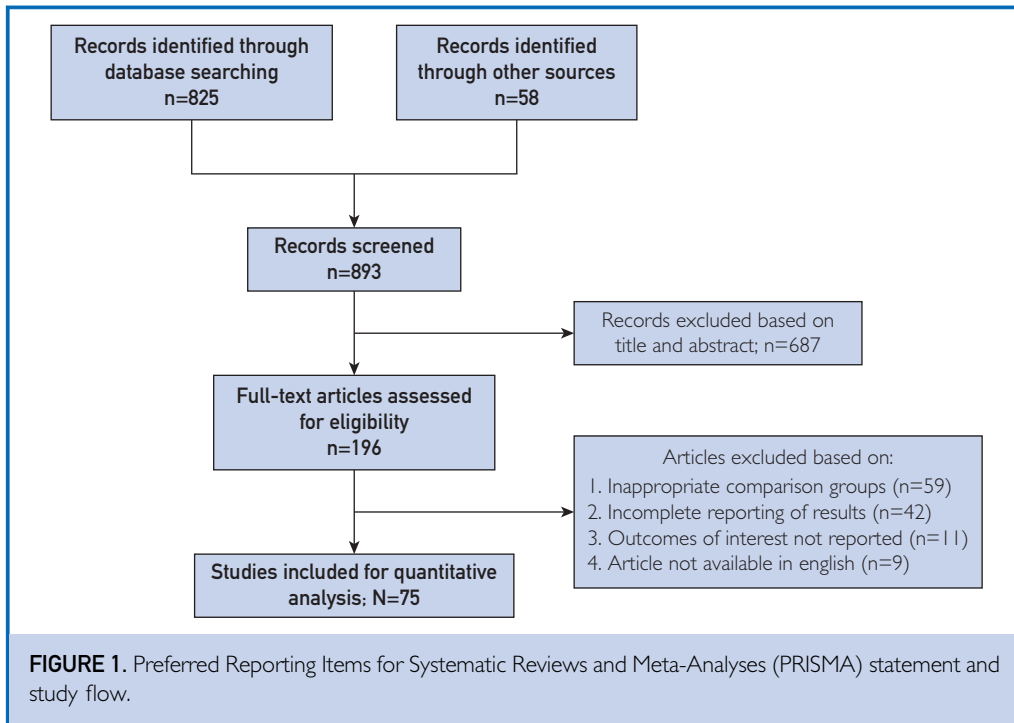 Records identified through
database searching
n=825
Records identified
through other sources
n=58
Records screened
n=893
Records excluded based on
title and abstract; n=687
Full-text articles assessed
for eligibility
n=196
Articles excluded based on:
1. Inappropriate comparison groups (n=59)
2. Incomplete reporting of results (n=42)
3. Outcomes of interest not reported (n=11)
4. Article not available in english (n=9)
Studies included for quantitative
analysis; N=75
FIGURE 1. Preferred Reporting Items for Systematic Reviews and Meta-Analyses (PRISMA) statement and
study flow.